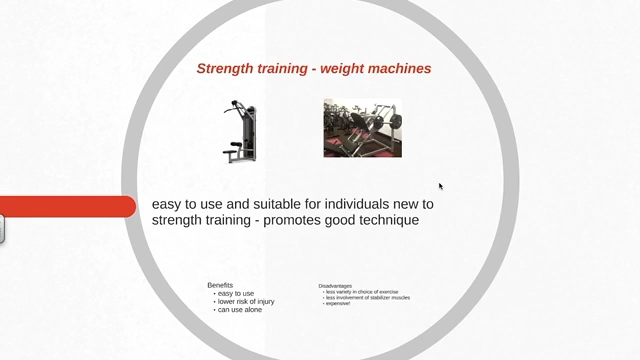 Strength training - weight machines
easy to use and suitable for individuals new to
strength training - promotes good technique
Benefits
• easy to use
• lower risk of injury
• can use alone
Disadvantages
• less variety in choice of exercise
• less involvement of stabilizer muscles
• expensive!